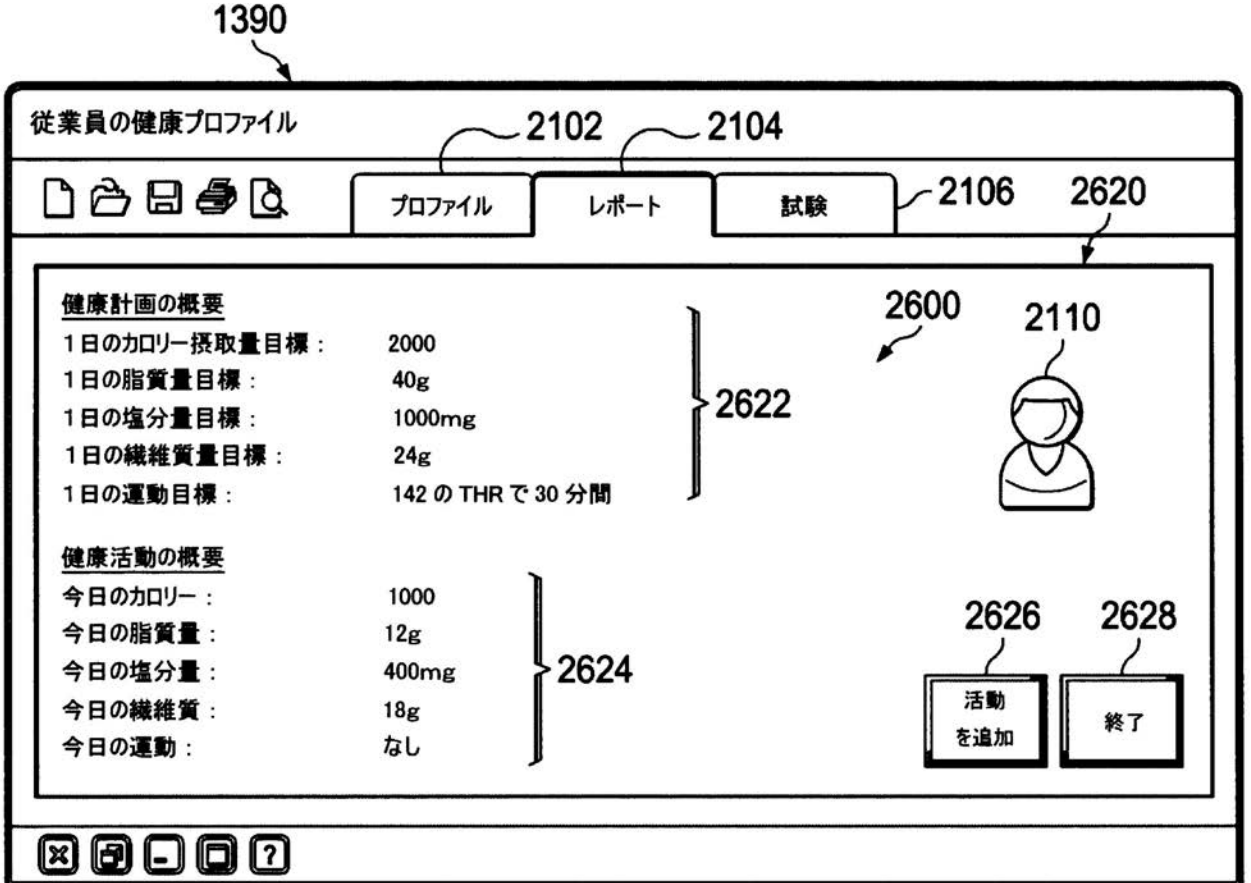 1390
従業員の健康プロファイル
2102
2104
プロファイル
レポート
試験
2106
2620
健康計画の概要
1日のカロリー摂取量目標： 2000
1日の脂質量目標： 40g
1日の塩分量目標： 1000mg
1日の繊維質量目標： 24g
1日の運動目標： 142 の THR で 30 分間
2622
2600
2110
健康活動の概要
今日のカロリー： 1000
今日の脂質量： 12g
今日の塩分量： 400mg
今日の繊維質： 18g
今日の運動： なし
2624
2626
2628
活動
を追加
終了
?